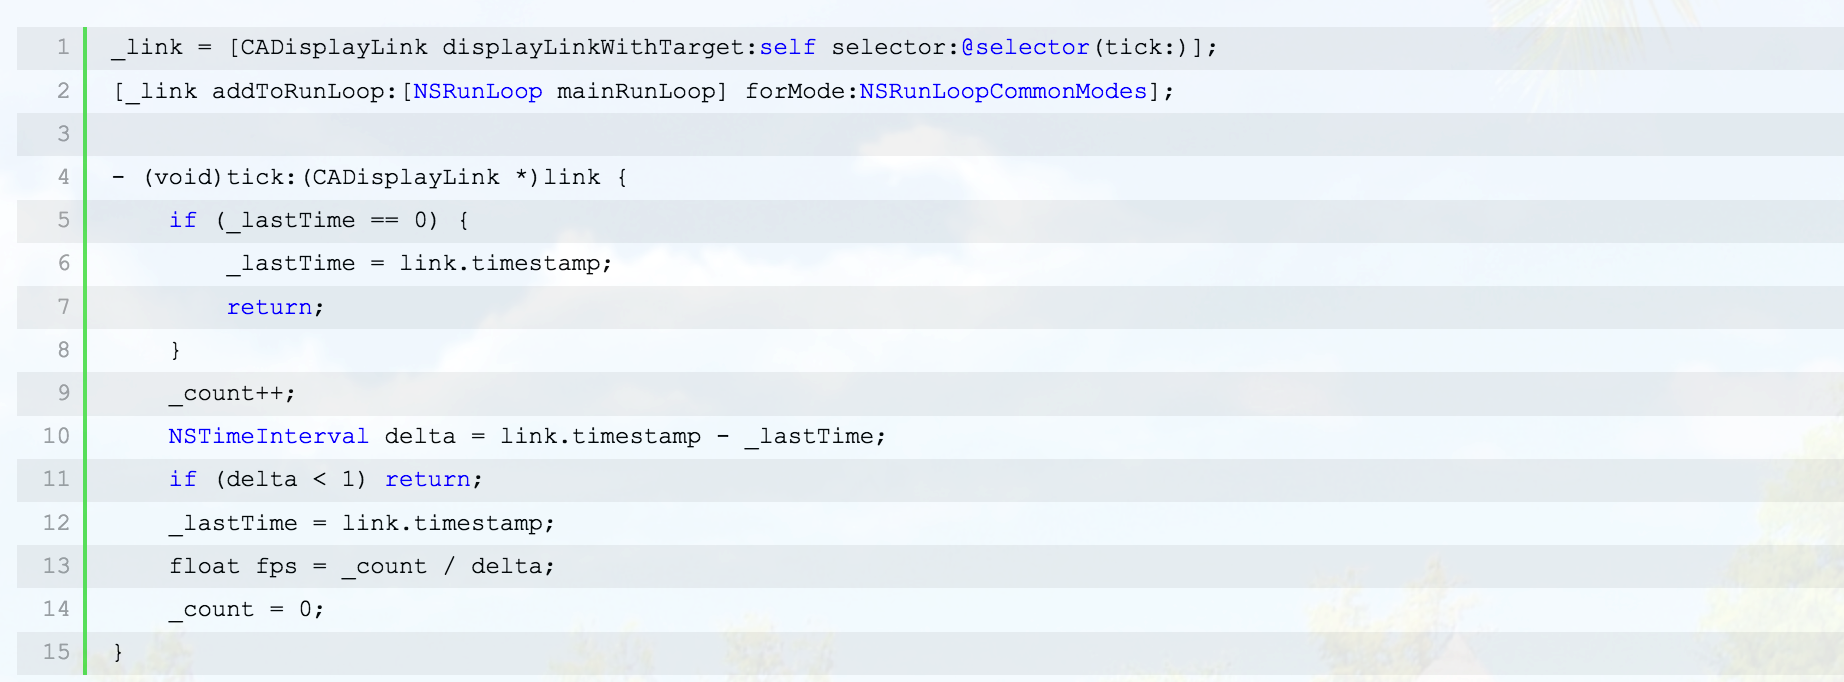 1 _link = [CADisplayLink displayLinkWithTarget:self selector:@selector(tick:)];
2 [_link addToRunLoop:[NSRunLoop mainRunLoop] forMode:NSRunLoopCommonModes];
3
4 - (void)tick:(CADisplayLink *)link {
5     if (_lastTime == 0) {
6         _lastTime = link.timestamp;
7         return;
8     }
9     _count++;
10     NSTimeInterval delta = link.timestamp - _lastTime;
11     if (delta < 1) return;
12     _lastTime = link.timestamp;
13     float fps = _count / delta;
14     _count = 0;
15 }